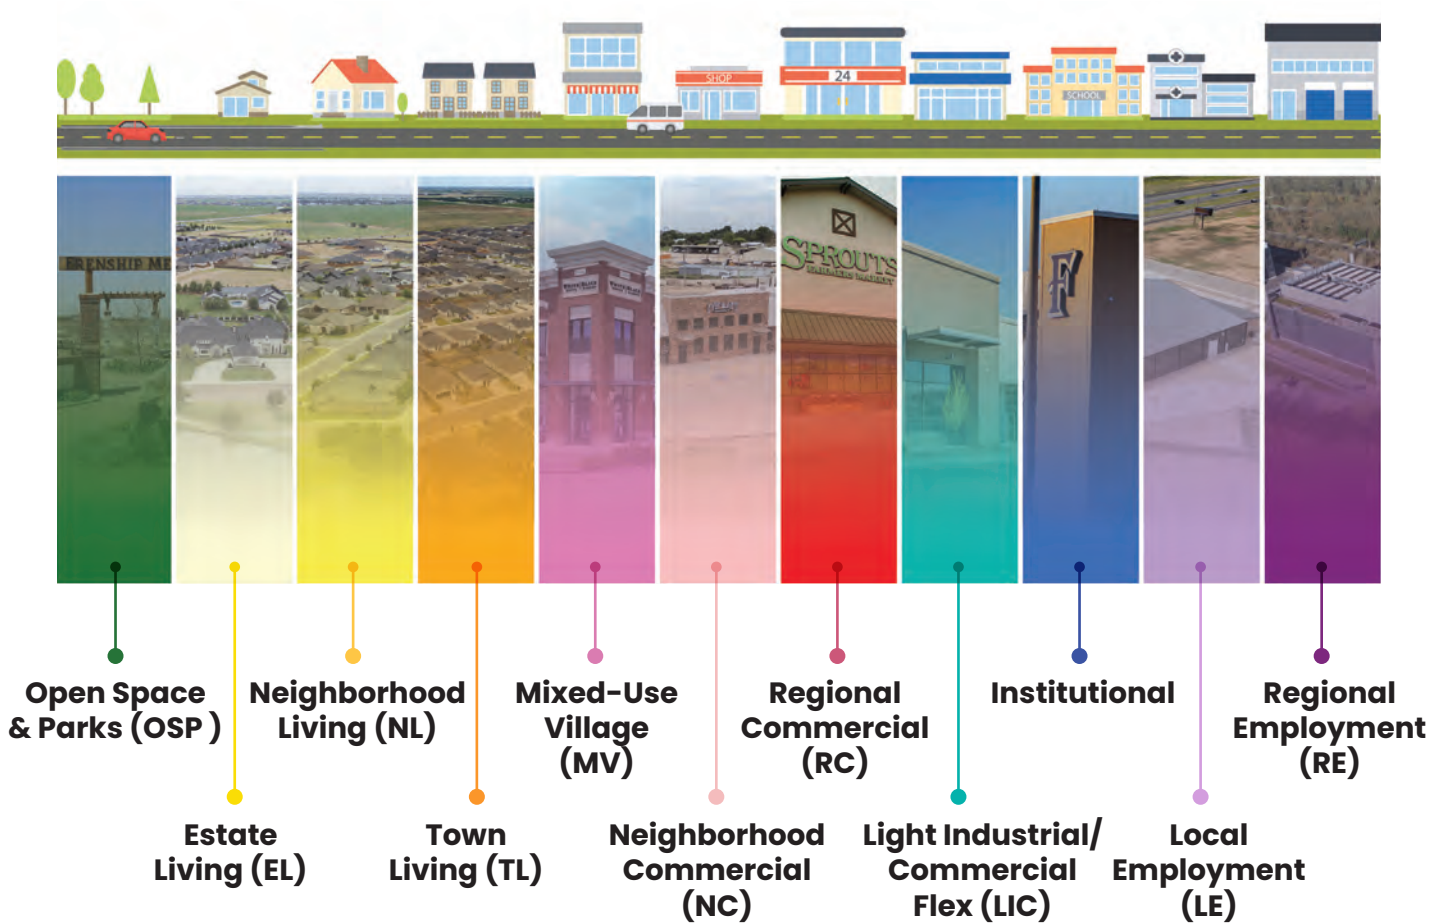 SHOP
24
SCHOOL
SPROUTS
FARMERS MARKET
F
Open Space
& Parks (OSP )
Neighborhood
Living (NL)
Mixed-Use
Village
(MV)
Regional
Commercial
(RC)
Institutional
Regional
Employment
(RE)
Estate
Living (EL)
Town
Living (TL)
Neighborhood
Commercial
(NC)
Light Industrial/
Commercial
Flex (LIC)
Local
Employment
(LE)